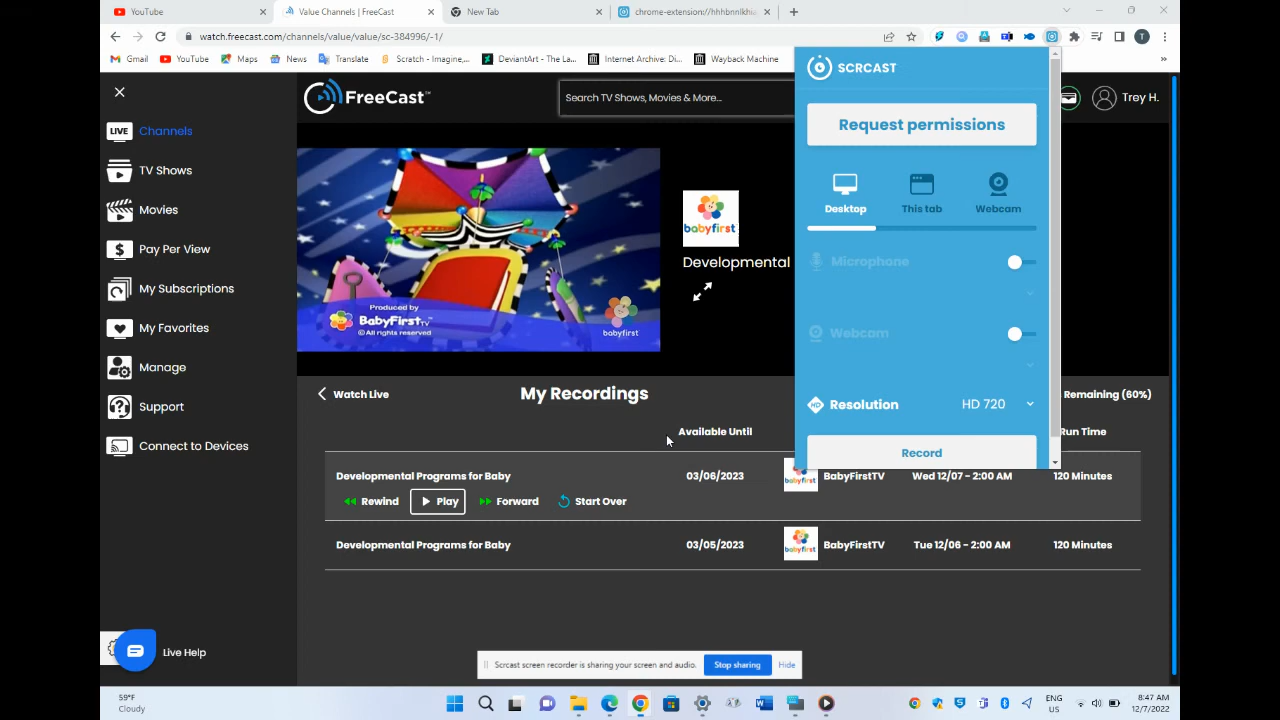 YouTube
Value Channels | FreeCast
New Tab
chrome-extension://hhhbnnlkhia
watch.freecast.com/channels/value/value/sc-384996/-1/
T
Gmail
YouTube
Maps
News
Translate
Scratch - Imagine,...
DeviantArt - The La...
Internet Archive: Di...
Wayback Machine
»
SCRCAST
Request permissions
Desktop
This tab
Webcam
Microphone
Webcam
HD
Resolution
HD 720
Record
FreeCast
Search TV Shows, Movies & More...
Trey H.
LIVE
Channels
TV Shows
Movies
Pay Per View
My Subscriptions
My Favorites
Manage
Support
Connect to Devices
Live Help
Produced by
BabyFirstTV
© All rights reserved
babyfirst
babyfirst
Developmental
Watch Live
My Recordings
Remaining (60%)
Available Until
Run Time
Developmental Programs for Baby
03/06/2023
babyfirst
BabyFirstTV
Wed 12/07 - 2:00 AM
120 Minutes
Rewind
Play
Forward
Start Over
Developmental Programs for Baby
03/05/2023
babyfirst
BabyFirstTV
Tue 12/06 - 2:00 AM
120 Minutes
Scrcast screen recorder is sharing your screen and audio.
Stop sharing
Hide
59°F
Cloudy
ENG
US
8:47 AM
12/7/2022